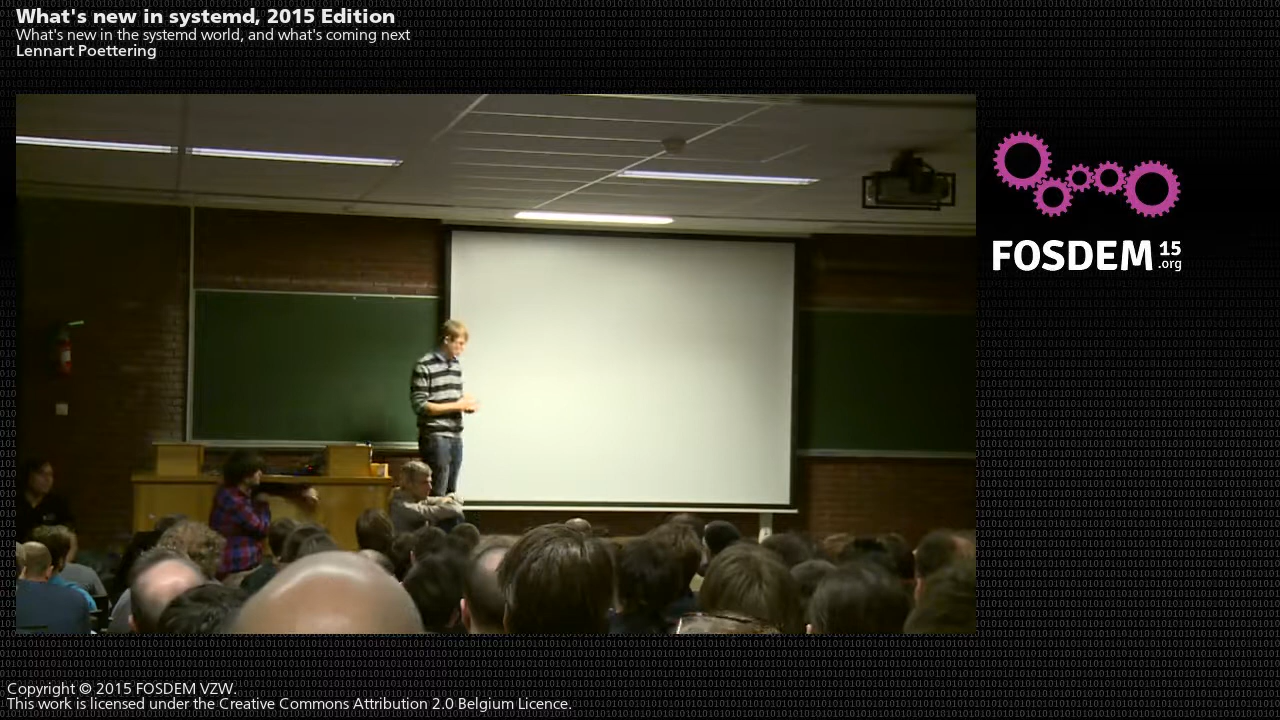 What's new in systemd, 2015 Edition
What's new in the systemd world, and what's coming next
Lennart Poettering
FOSDEM 15
.org
Copyright © 2015 FOSDEM VZW.
This work is licensed under the Creative Commons Attribution 2.0 Belgium Licence.